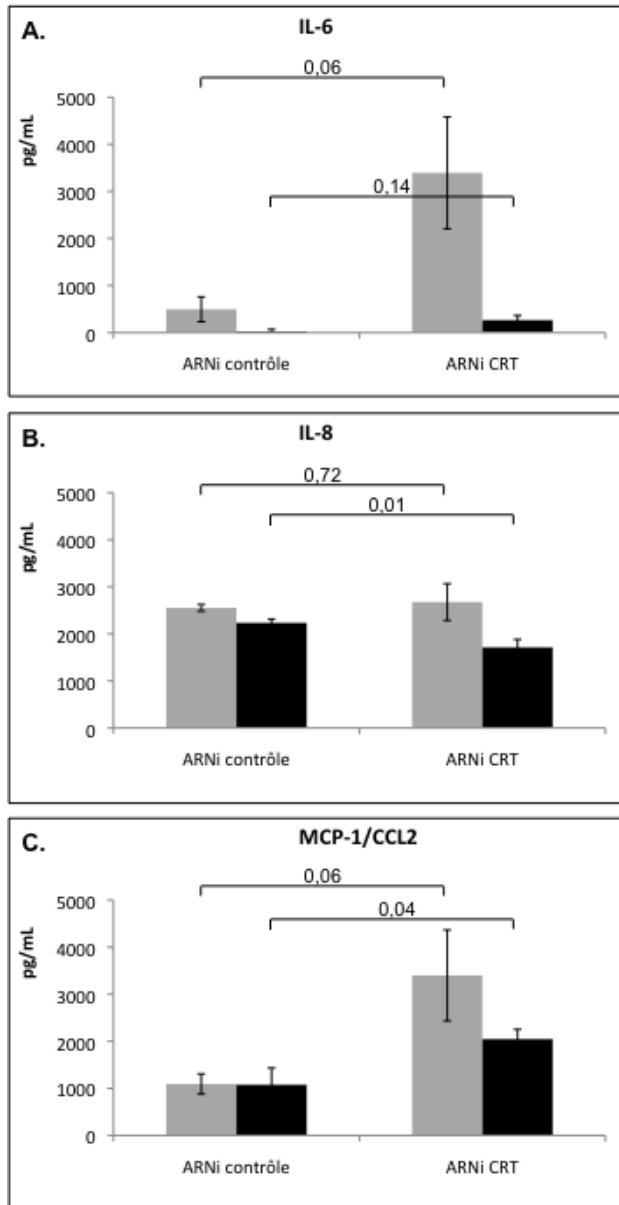 A.
IL-6
0,06
pg/mL
5000
4000
0,14
3000
2000
1000
0
ARNi contrôle
ARNi CRT
B.
IL-8
0,72
pg/mL
5000
0,01
4000
3000
2000
1000
0
ARNi contrôle
ARNi CRT
C.
MCP-1/CCL2
0,06
pg/mL
5000
0,04
4000
3000
2000
1000
0
ARNi contrôle
ARNi CRT